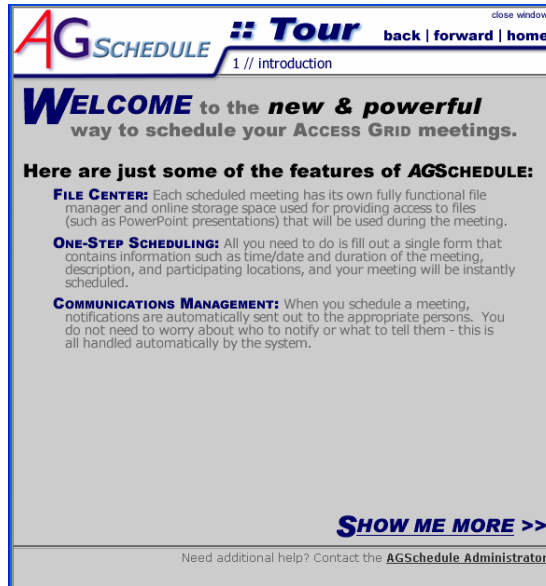 close window
AGSCHEDULE
:: Tour
back | forward | home
1 // introduction
WELCOME to the new & powerful
way to schedule your ACCESS GRID meetings.
Here are just some of the features of AGSCHEDULE:
FILE CENTER: Each scheduled meeting has its own fully functional file
manager and online storage space used for providing access to files
(such as PowerPoint presentations) that will be used during the meeting.
ONE-STEP SCHEDULING: All you need to do is fill out a single form that
contains information such as time/date and duration of the meeting,
description, and participating locations, and your meeting will be instantly
scheduled.
COMMUNICATIONS MANAGEMENT: When you schedule a meeting,
notifications are automatically sent out to the appropriate persons. You
do not need to worry about who to notify or what to tell them - this is
all handled automatically by the system.
SHOW ME MORE >>
Need additional help? Contact the AGSchedule Administrator